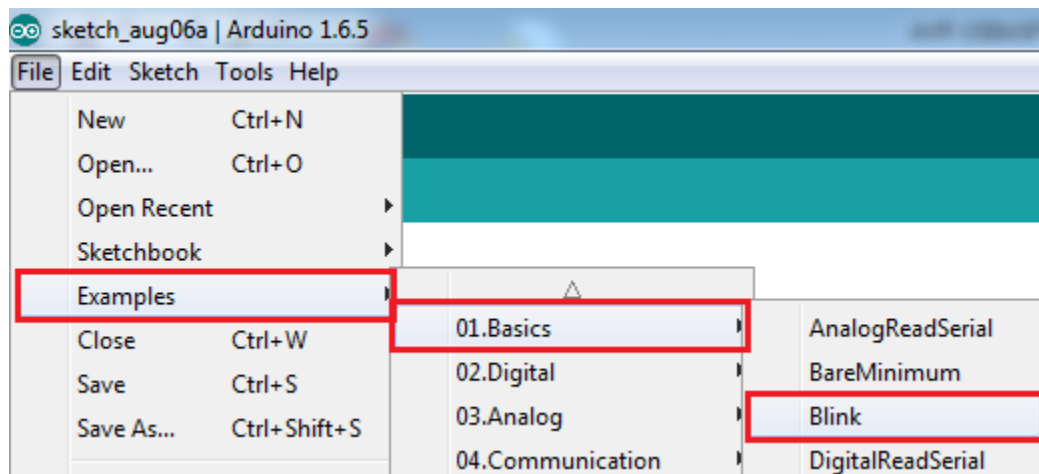 sketch_aug06a | Arduino 1.6.5
File Edit Sketch Tools Help
New Ctrl+N
Open... Ctrl+O
Open Recent
Sketchbook
Examples
Close Ctrl+W
Save Ctrl+S
Save As... Ctrl+Shift+S
01.Basics
02.Digital
03.Analog
04.Communication
AnalogReadSerial
BareMinimum
Blink
DigitalReadSerial